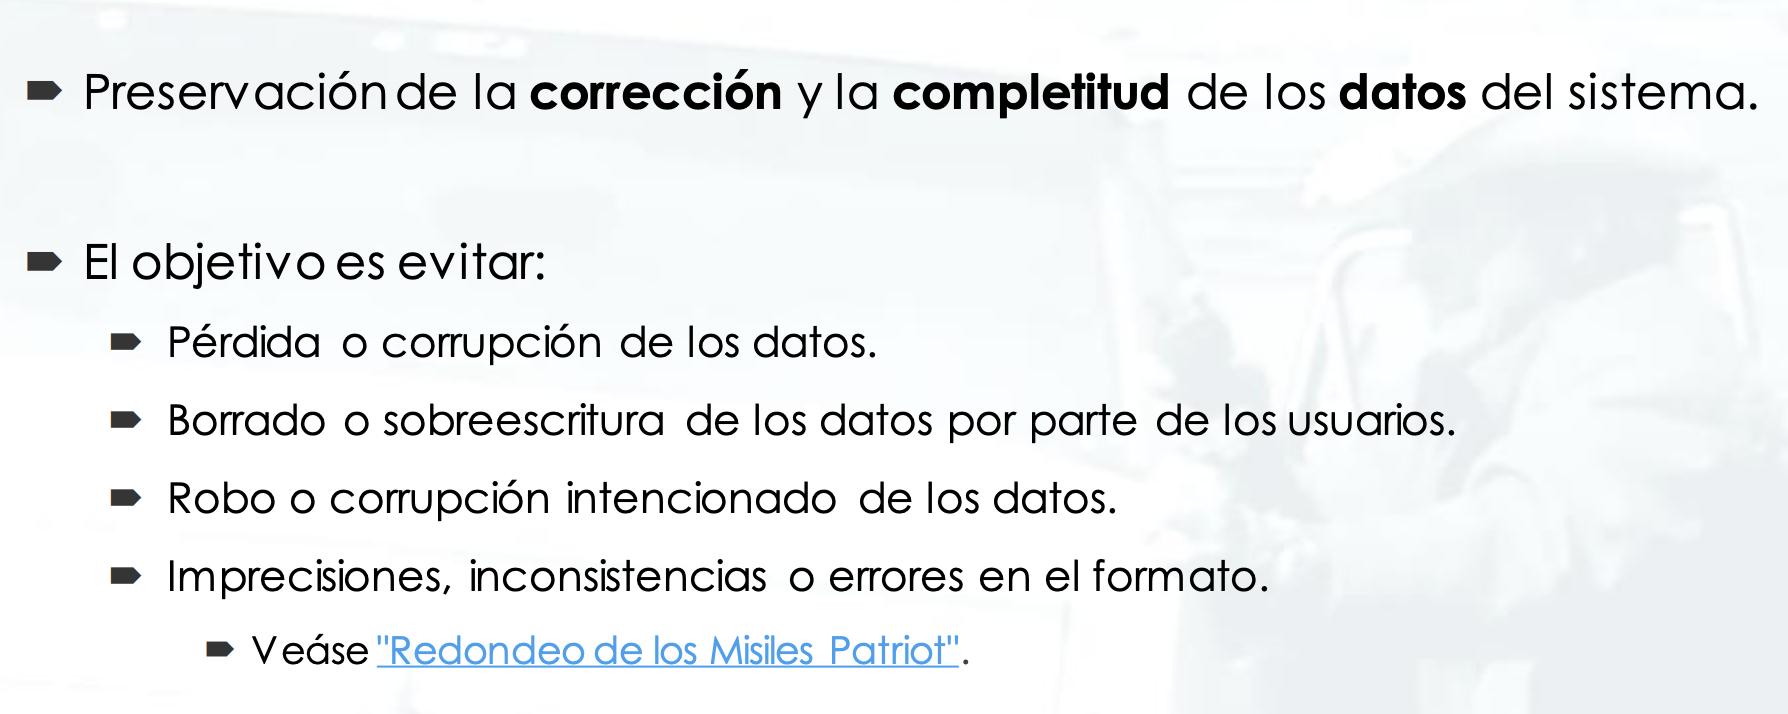 Preservación de la corrección y la completitud de los datos del sistema.
El objetivo es evitar:
Pérdida o corrupción de los datos.
Borrado o sobreescritura de los datos por parte de los usuarios.
Robo o corrupción intencionado de los datos.
Imprecisiones, inconsistencias o errores en el formato.
Veáse "Redondeo de los Misiles Patriot".